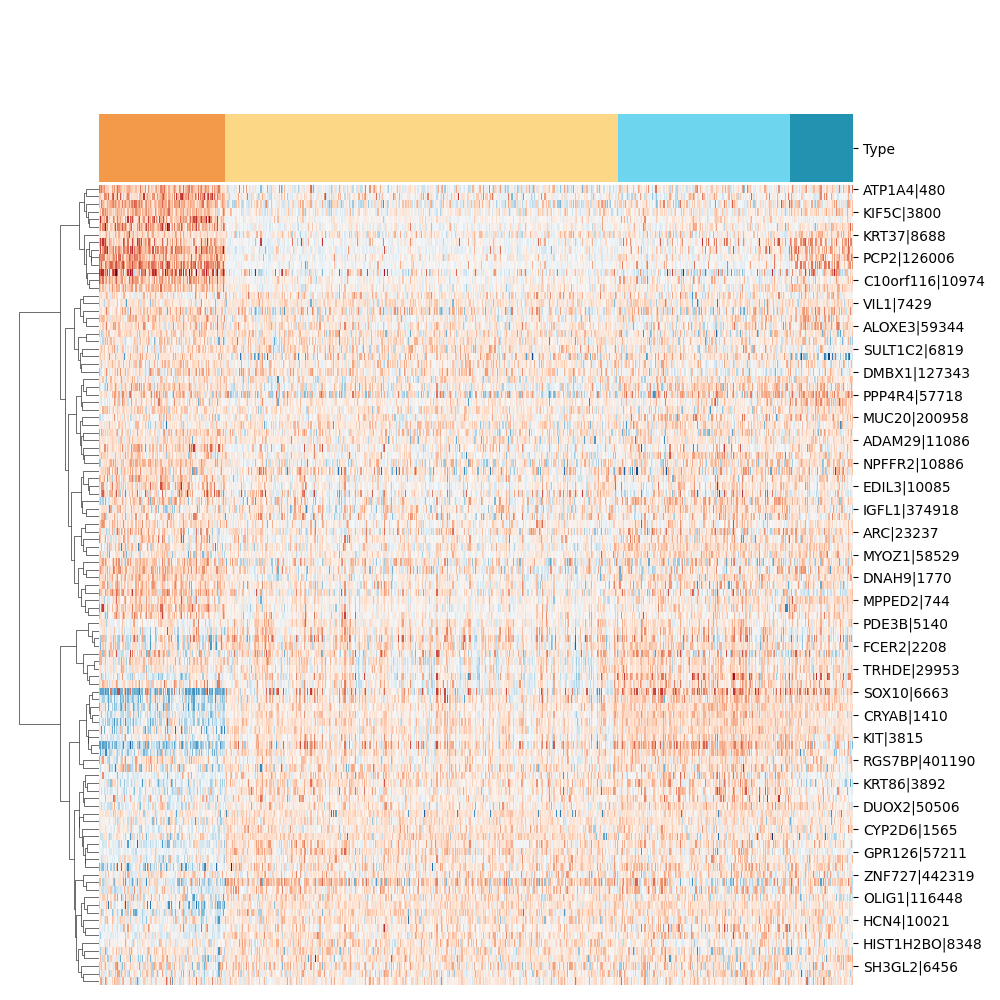 Type
ATP1A4|480
KIF5C|3800
KRT37|8688
PCP2|126006
C10orf116|10974
VIL1|7429
ALOXE3|59344
SULT1C2|6819
DMBX1|127343
PPP4R4|57718
MUC20|200958
ADAM29|11086
NPFFR2|10886
EDIL3|10085
IGFL1|374918
ARC|23237
MYOZ1|58529
DNAH9|1770
MPPED2|744
PDE3B|5140
FCER2|2208
TRHDE|29953
SOX10|6663
CRYAB|1410
KIT|3815
RGS7BP|401190
KRT86|3892
DUOX2|50506
CYP2D6|1565
GPR126|57211
ZNF727|442319
OLIG1|116448
HCN4|10021
HIST1H2BO|8348
SH3GL2|6456